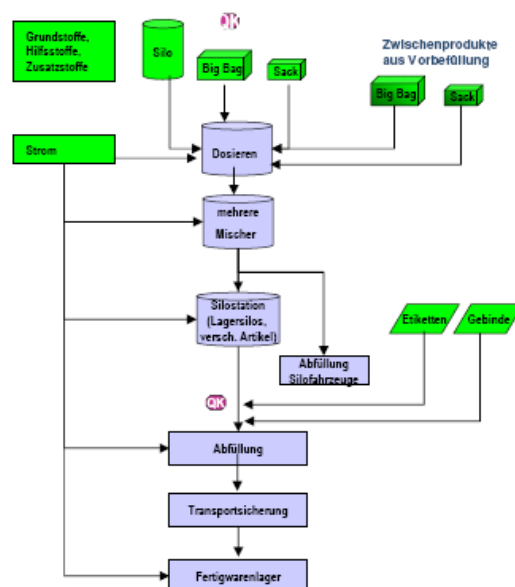 Grundstoffe,
Hilfsstoffe,
Zusatzstoffe
Silo
QK
Big Bag
Sack
Zwischenprodukte
aus Vorbefüllung
Big Bag
Sack
Strom
Dosieren
mehrere
Mischer
Silostation
(Lagersilos,
versch. Artikel)
Etiketten
Gebinde
Abfüllung
Silofahrzeuge
QK
Abfüllung
Transportsicherung
Fertigwarenlager